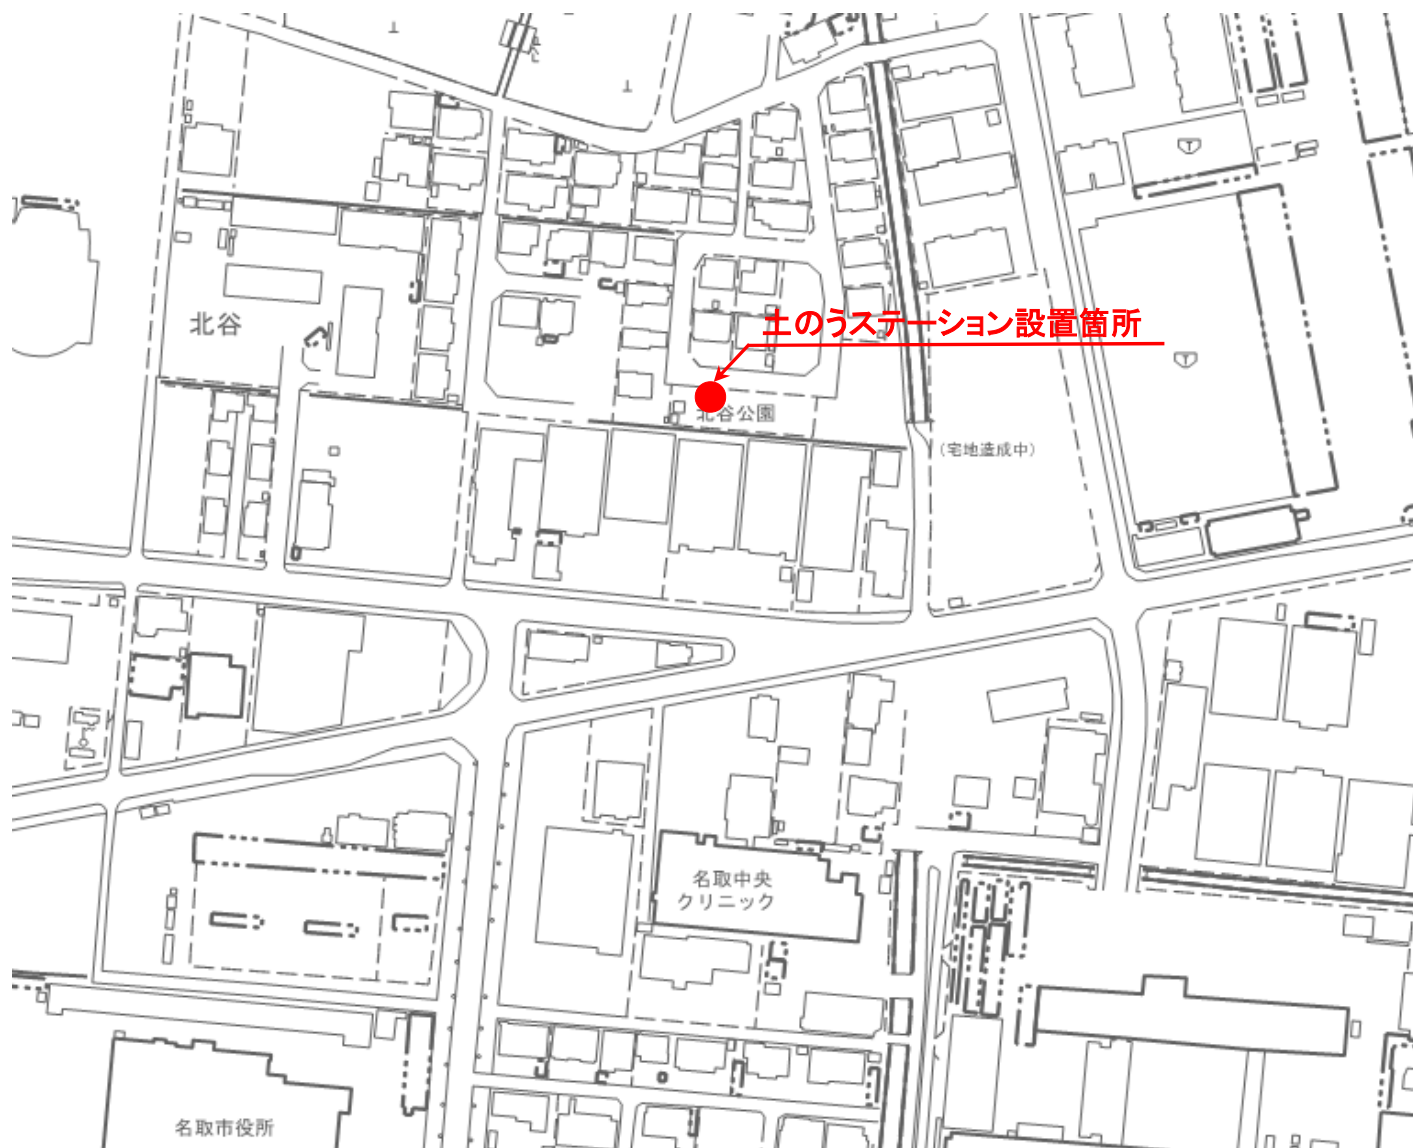 土のうステーション設置箇所
北谷
北谷公園
（宅地造成中）
名取中央
クリニック
名取市役所